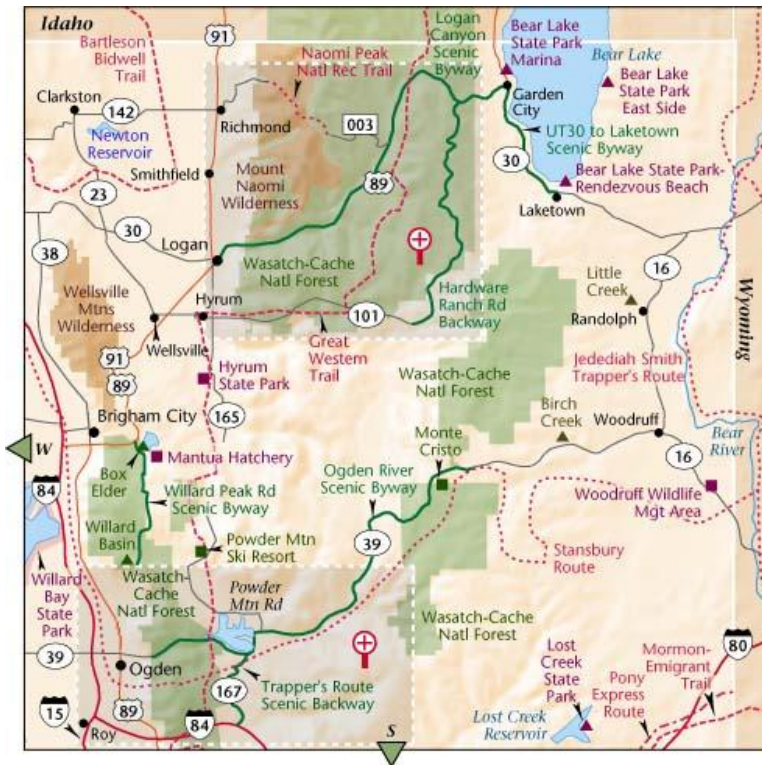 Idaho
91
Bartleson
Bidwell
Trail
Naomi Peak
Natl Rec Trail
Logan
Canyon
Scenic
Byway
Bear Lake
State Park
Marina
Bear Lake
Bear Lake
State Park
East Side
Clarkston
142
Newton
Reservoir
Richmond
003
Garden
City
UT30 to Laketown
Scenic Byway
Smithfield
Mount
Naomi
Wilderness
89
30
Bear Lake State Park-
Rendezvous Beach
23
Laketown
30
Logan
38
Wasatch-Cache
Natl Forest
16
Wellsville
Mtns
Wilderness
Hyrum
101
Hardware
Ranch Rd
Backway
Little
Creek
Randolph
Wyoming
Wellsville
Great
Western
Trail
91
89
Hyrum
State Park
Wasatch-Cache
Natl Forest
Jedediah Smith
Trapper's Route
Brigham City
165
Birch
Creek
Woodruff
Monte
Cristo
Bear
River
W
Mantua Hatchery
Box
Elder
16
84
Willard Peak Rd
Scenic Byway
Ogden River
Scenic Byway
Woodruff Wildlife
Mgt Area
Willard
Basin
39
Powder Mtn
Ski Resort
Stansbury
Route
Willard
Bay
State
Park
Wasatch-Cache
Natl Forest
Powder
Mtn Rd
Wasatch-Cache
Natl Forest
39
Ogden
Lost
Creek
State
Park
Mormon-
Emigrant
Trail
80
Pony
Express
Route
167
Trapper's Route
Scenic Backway
15
89
84
Roy
Lost Creek
Reservoir
S